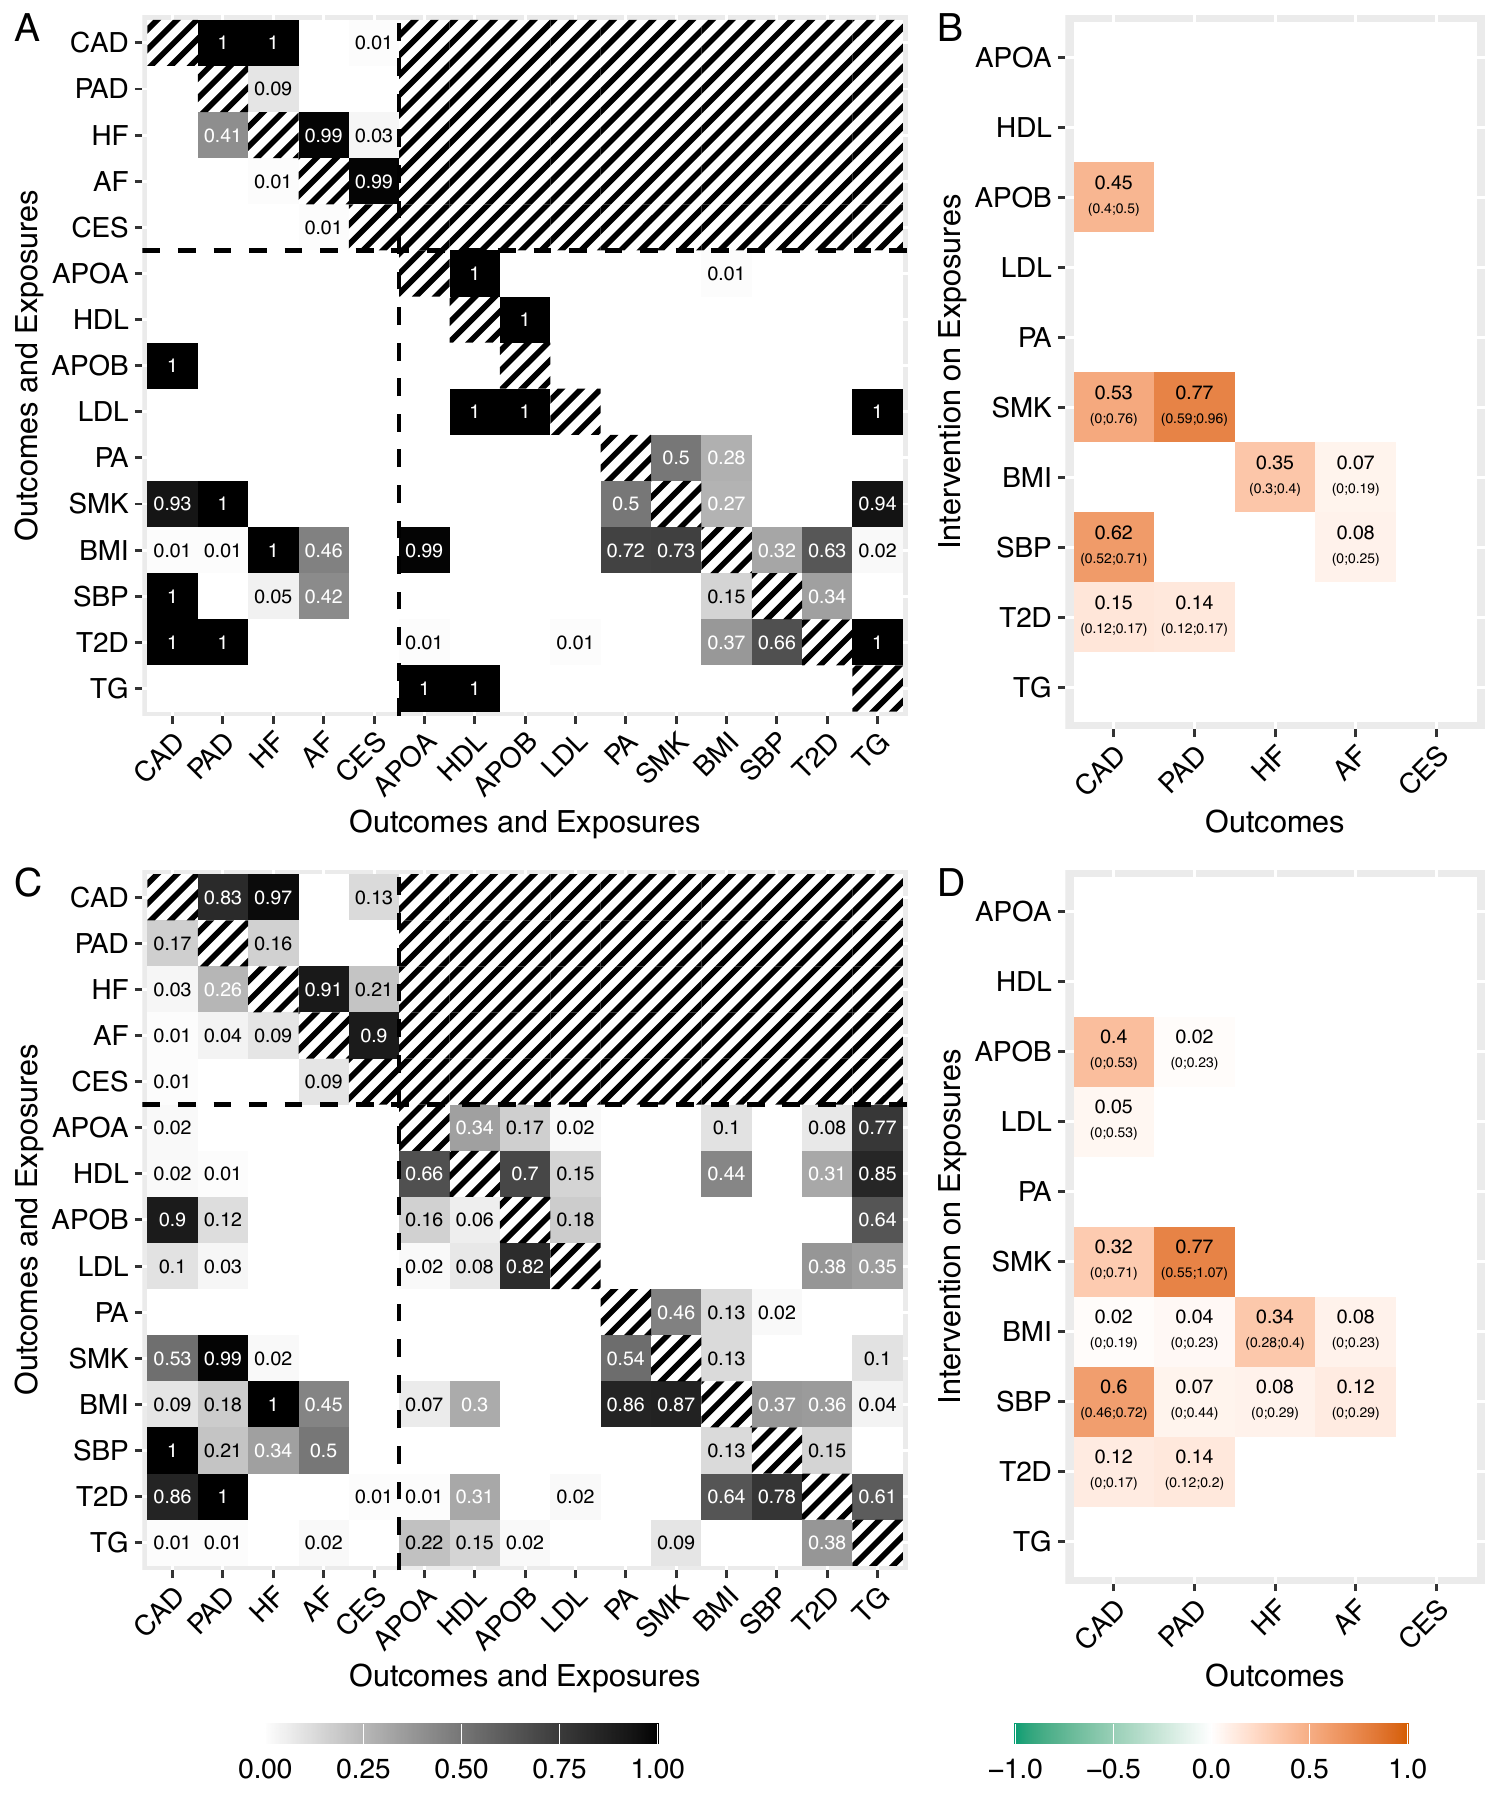 A
Outcomes and Exposures
CAD 1 1 0.01
PAD 0.09
HF 0.41 0.99 0.03
AF 0.01 0.99
CES 0.01
APOA 1 0.01
HDL 1
APOB 1
LDL 1 1 1
PA 0.5 0.28
SMK 0.93 1 0.5 0.27 0.94
BMI 0.01 0.01 1 0.46 0.99 0.72 0.73 0.32 0.63 0.02
SBP 1 0.05 0.42 0.15 0.34
T2D 1 1 0.01 0.01 0.37 0.66 1
TG 1 1
CAD PAD HF AF CES APOA HDL APOB LDL PA SMK BMI SBP T2D TG
Outcomes and Exposures
B
Intervention on Exposures
APOA
HDL
APOB 0.45
(0.4;0.5)
LDL
PA
SMK 0.53 0.77
(0;0.76) (0.59;0.96)
BMI 0.35 0.07
(0.3;0.4) (0;0.19)
SBP 0.62 0.08
(0.52;0.71) (0;0.25)
T2D 0.15 0.14
(0.12;0.17) (0.12;0.17)
TG
CAD PAD HF AF CES
Outcomes
C
Outcomes and Exposures
CAD 0.83 0.97 0.13
PAD 0.17 0.16
HF 0.03 0.26 0.91 0.21
AF 0.01 0.04 0.09 0.9
CES 0.01 0.09
APOA 0.02 0.34 0.17 0.02 0.1 0.08 0.77
HDL 0.02 0.01 0.66 0.7 0.15 0.44 0.31 0.85
APOB 0.9 0.12 0.16 0.06 0.18 0.64
LDL 0.1 0.03 0.02 0.08 0.82 0.38 0.35
PA 0.46 0.13 0.02
SMK 0.53 0.99 0.02 0.54 0.13 0.1
BMI 0.09 0.18 1 0.45 0.07 0.3 0.86 0.87 0.37 0.36 0.04
SBP 1 0.21 0.34 0.5 0.13 0.15
T2D 0.86 1 0.01 0.01 0.31 0.02 0.64 0.78 0.61
TG 0.01 0.01 0.02 0.22 0.15 0.02 0.09 0.38
CAD PAD HF AF CES APOA HDL APOB LDL PA SMK BMI SBP T2D TG
Outcomes and Exposures
0.00 0.25 0.50 0.75 1.00
D
Intervention on Exposures
APOA
HDL
APOB 0.4 0.02
(0;0.53) (0;0.23)
LDL 0.05
(0;0.53)
PA
SMK 0.32 0.77
(0;0.71) (0.55;1.07)
BMI 0.02 0.04 0.34 0.08
(0;0.19) (0;0.23) (0.28;0.4) (0;0.23)
SBP 0.6 0.07 0.08 0.12
(0.46;0.72) (0;0.44) (0;0.29) (0;0.29)
T2D 0.12 0.14
(0;0.17) (0.12;0.2)
TG
CAD PAD HF AF CES
Outcomes
−1.0 −0.5 0.0 0.5 1.0